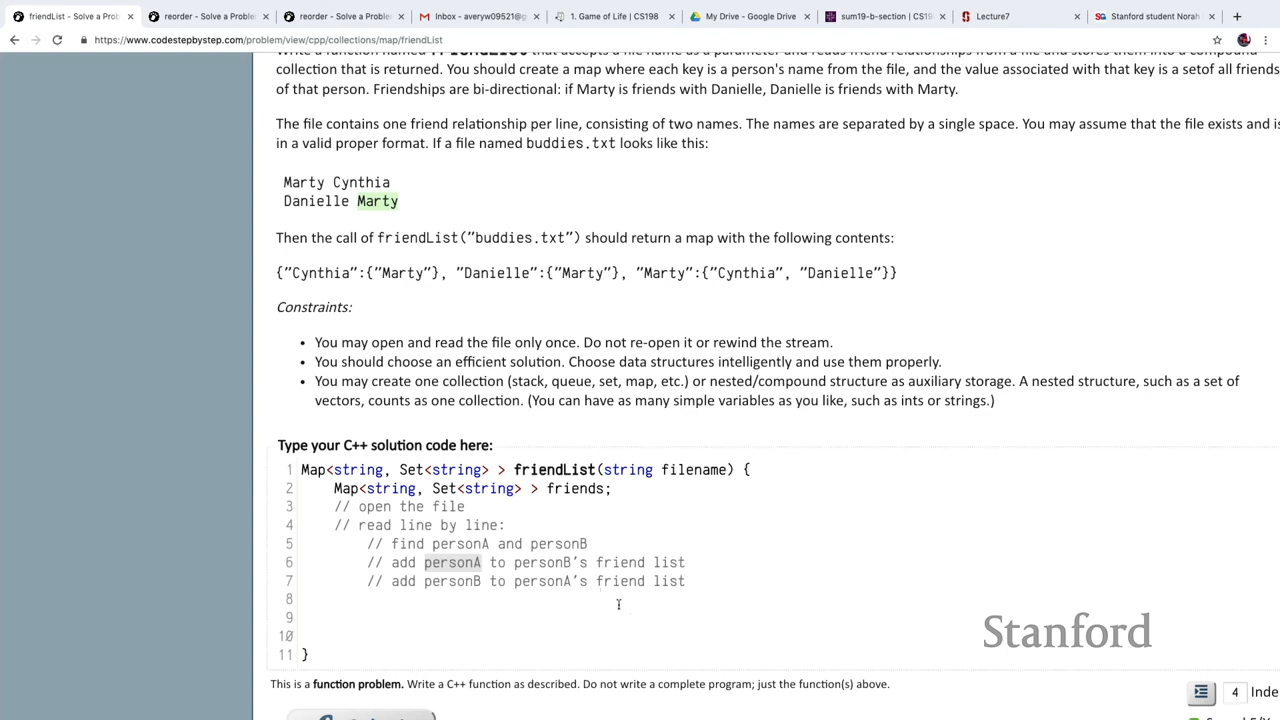 friendList - Solve a Prob
reorder - Solve a Proble
reorder - Solve a Proble
Inbox - averyw09521@g
1. Game of Life | CS198
My Drive - Google Drive
sum19-b-section | CS19
Lecture7
Stanford student Norah
https://www.codestepbystep.com/problem/view/cpp/collections/map/friendList
collection that is returned. You should create a map where each key is a person's name from the file, and the value associated with that key is a setof all friends
of that person. Friendships are bi-directional: if Marty is friends with Danielle, Danielle is friends with Marty.
The file contains one friend relationship per line, consisting of two names. The names are separated by a single space. You may assume that the file exists and is
in a valid proper format. If a file named buddies.txt looks like this:
Marty Cynthia
Danielle Marty
Then the call of friendList("buddies.txt") should return a map with the following contents:
{"Cynthia":{"Marty"}, "Danielle":{"Marty"}, "Marty":{"Cynthia", "Danielle"}}
Constraints:
• You may open and read the file only once. Do not re-open it or rewind the stream.
• You should choose an efficient solution. Choose data structures intelligently and use them properly.
• You may create one collection (stack, queue, set, map, etc.) or nested/compound structure as auxiliary storage. A nested structure, such as a set of
vectors, counts as one collection. (You can have as many simple variables as you like, such as ints or strings.)
Type your C++ solution code here:
1 Map<string, Set<string> > friendList(string filename) {
2 Map<string, Set<string> > friends;
3 // open the file
4 // read line by line:
5 // find personA and personB
6 // add personA to personB's friend list
7 // add personB to personA's friend list
8
9
10
11 }
Stanford
This is a function problem. Write a C++ function as described. Do not write a complete program; just the function(s) above.
4 Inde